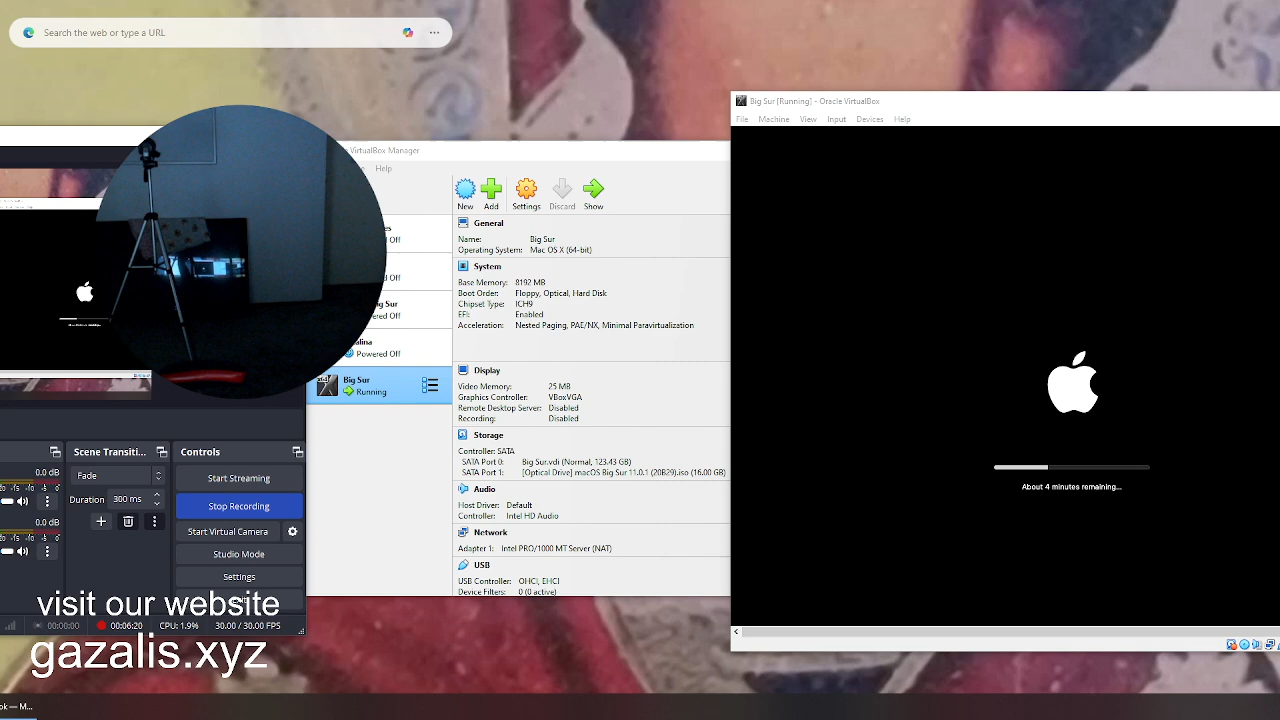 Search the web or type a URL
VirtualBox Manager
Help
New
Add
Settings
Discard
Show
General
Name: Big Sur
Operating System: Mac OS X (64-bit)
System
Base Memory: 8192 MB
Boot Order: Floppy, Optical, Hard Disk
Chipset Type: ICH9
EFI: Enabled
Acceleration: Nested Paging, PAE/NX, Minimal Paravirtualization
Display
Video Memory: 25 MB
Graphics Controller: VBoxVGA
Remote Desktop Server: Disabled
Recording: Disabled
Storage
Controller: SATA
SATA Port 0: Big Sur.vdi (Normal, 123.43 GB)
SATA Port 1: [Optical Drive] macOS Big Sur 11.0.1 (20B29).iso (16.00 GB)
Audio
Host Driver: Default
Controller: Intel HD Audio
Network
Adapter 1: Intel PRO/1000 MT Server (NAT)
USB
USB Controller: OHCI, EHCI
Device Filters: 0 (0 active)
Sur
Powered Off
Big Sur
Running
Big Sur [Running] - Oracle VirtualBox
File Machine View Input Devices Help
About 4 minutes remaining...
Scene Transiti...
Controls
0.0 dB
Fade
Start Streaming
Duration 300 ms
Stop Recording
0.0 dB
Start Virtual Camera
Studio Mode
Settings
visit our website
00:00:00
00:06:20
CPU: 1.9%
30.00 / 30.00 FPS
gazalis.xyz